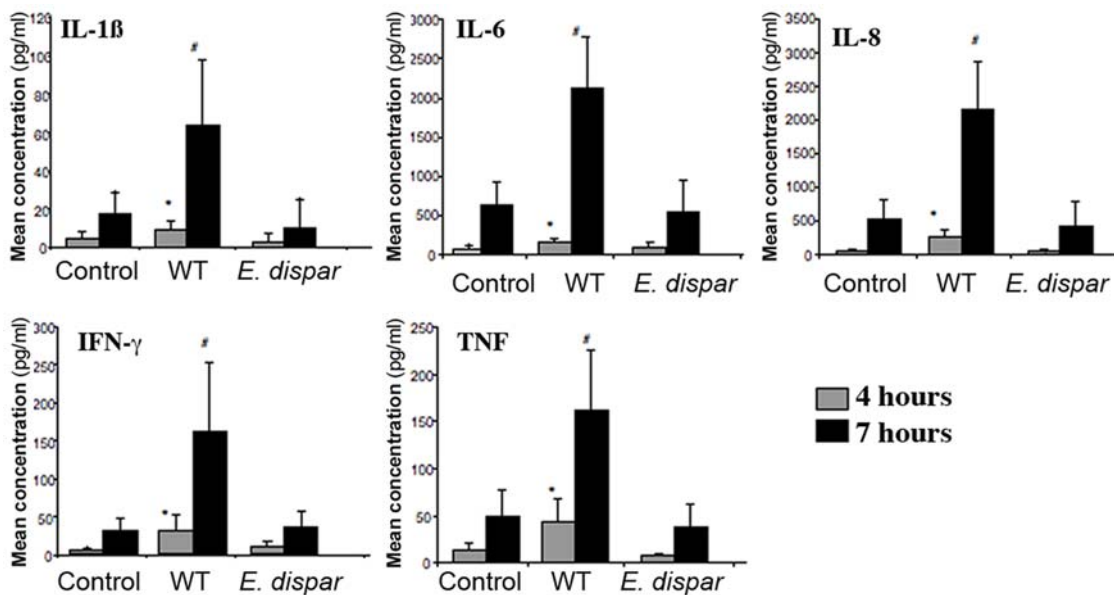 IL-1ß
Mean concentration (pg/ml)
120
100
80
60
40
20
0
#
*
Control WT E. dispar
IL-6
Mean concentration (pg/ml)
3000
2500
2000
1500
1000
500
0
#
*
Control WT E. dispar
IL-8
Mean concentration (pg/ml)
3500
3000
2500
2000
1500
1000
500
0
#
*
Control WT E. dispar
IFN-γ
Mean concentration (pg/ml)
300
250
200
150
100
50
0
#
*
Control WT E. dispar
TNF
Mean concentration (pg/ml)
250
200
150
100
50
0
#
*
Control WT E. dispar
4 hours
7 hours